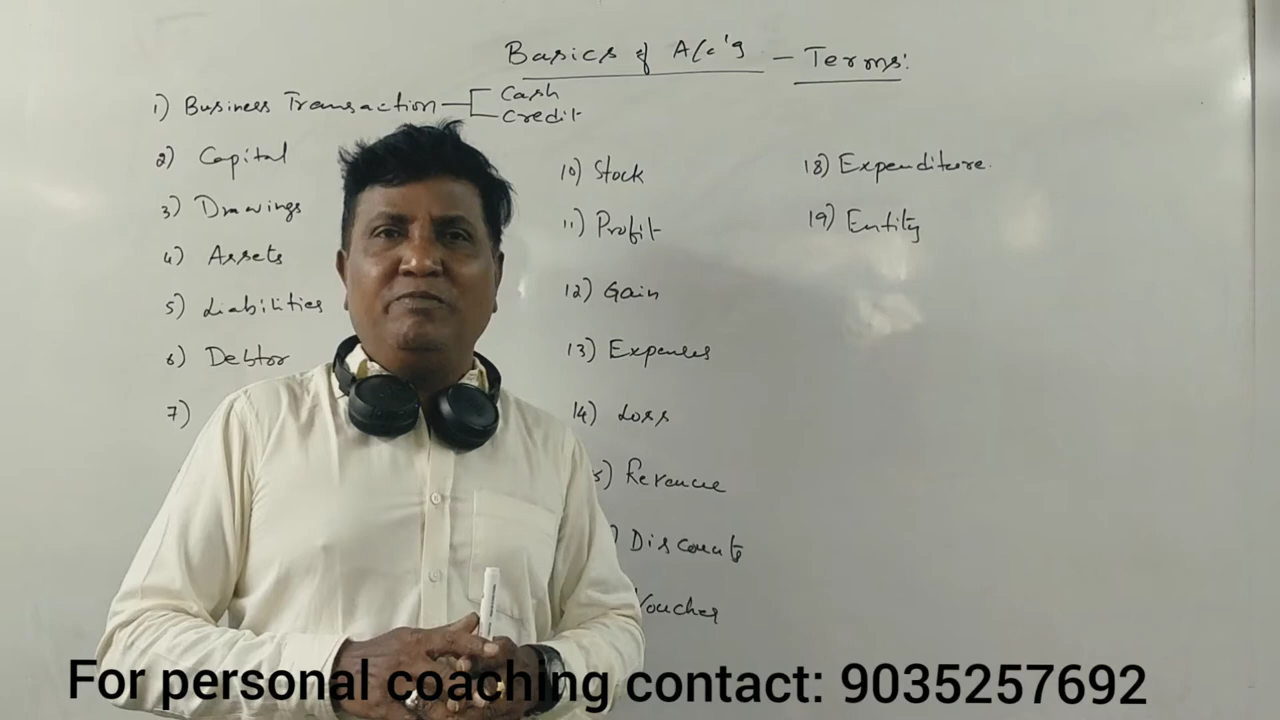 Basics of A/c's - Terms:
1) Business Transaction Cash
Credit
2) Capital
3) Drawings
4) Assets
5) Liabilities
6) Debtor
7)
10) Stock
11) Profit
12) Gain
13) Expenses
14) Loss
5) Revenue
) Discount
Voucher
18) Expenditure.
19) Entity
For personal coaching contact: 9035257692